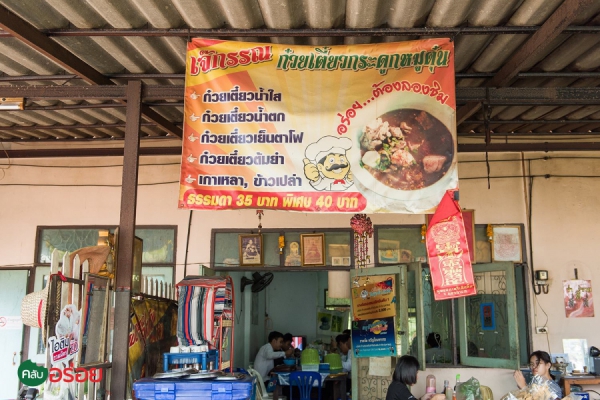 เจ๊กรรณ ก๋วยเตี๋ยวกระดูกหมูตุ๋น
ก๋วยเตี๋ยวน้ำใส
ก๋วยเตี๋ยวน้ำตก
ก๋วยเตี๋ยวเย็นตาโฟ
ก๋วยเตี๋ยวต้มยำ
เกาเหลา, ข้าวเปล่า
อร่อย...ต้องลองชิม
ธรรมดา 35 บาท พิเศษ 40 บาท
คลับ อร่อย